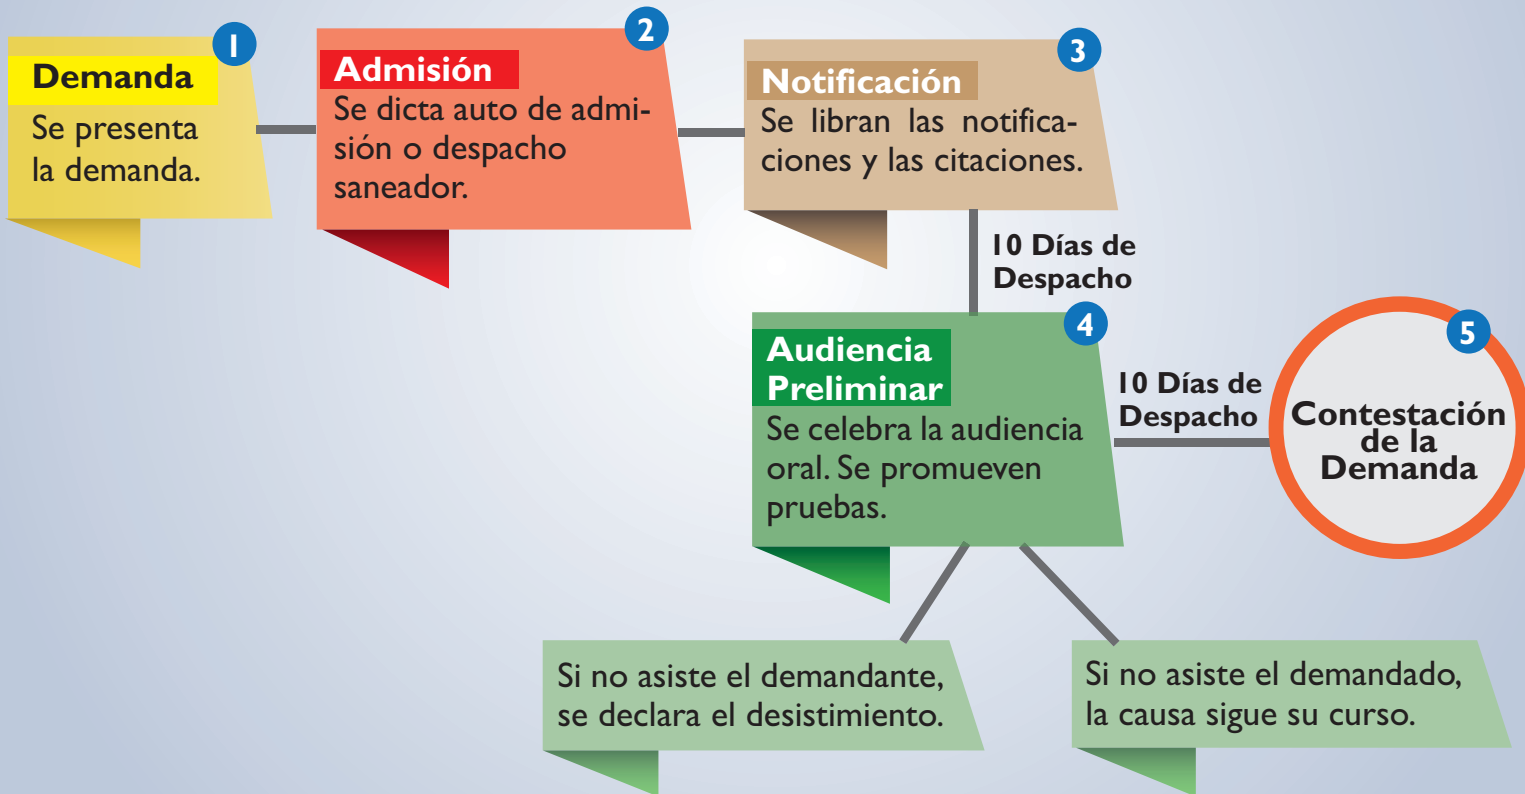 1
Demanda
Se presenta
la demanda.
2
Admisión
Se dicta auto de admi-
sión o despacho
saneador.
3
Notificación
Se libran las notifica-
ciones y las citaciones.
10 Días de
Despacho
4
Audiencia
Preliminar
Se celebra la audiencia
oral. Se promueven
pruebas.
10 Días de
Despacho
5
Contestación
de la
Demanda
Si no asiste el demandante,
se declara el desistimiento.
Si no asiste el demandado,
la causa sigue su curso.